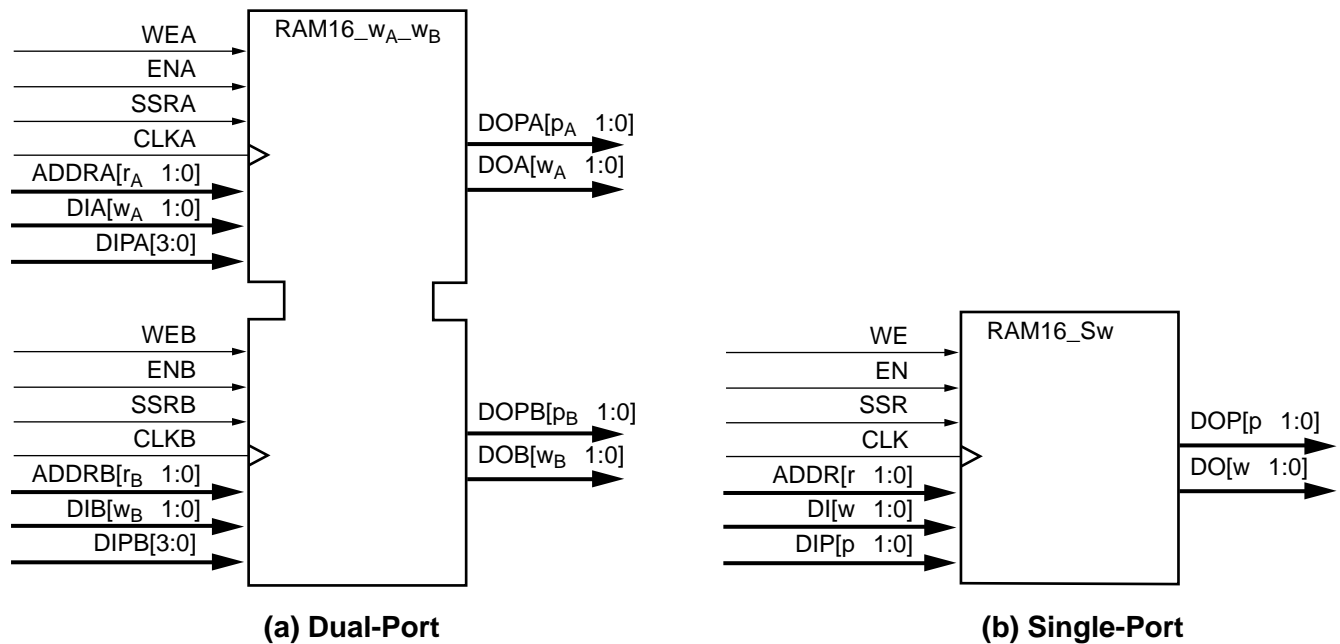 RAM16_wA_wB
WEA
ENA
SSRA
CLKA
ADDRA[rA 1:0]
DIA[wA 1:0]
DIPA[3:0]
DOPA[pA 1:0]
DOA[wA 1:0]
WEB
ENB
SSRB
CLKB
ADDRB[rB 1:0]
DIB[wB 1:0]
DIPB[3:0]
DOPB[pB 1:0]
DOB[wB 1:0]
(a) Dual-Port
RAM16_Sw
WE
EN
SSR
CLK
ADDR[r 1:0]
DI[w 1:0]
DIP[p 1:0]
DOP[p 1:0]
DO[w 1:0]
(b) Single-Port